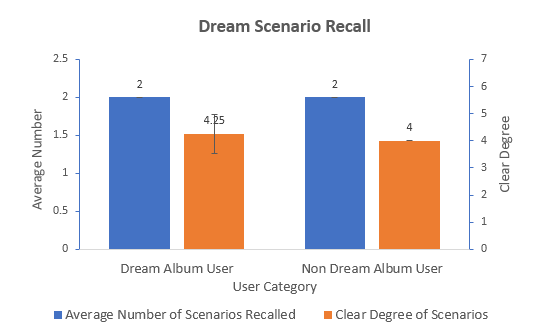 Dream Scenario Recall
2.5
2
1.5
1
0.5
0
Average Number
7
6
5
4
3
2
1
0
Clear Degree
2
4.25
2
4
Dream Album User
Non Dream Album User
User Category
Average Number of Scenarios Recalled
Clear Degree of Scenarios